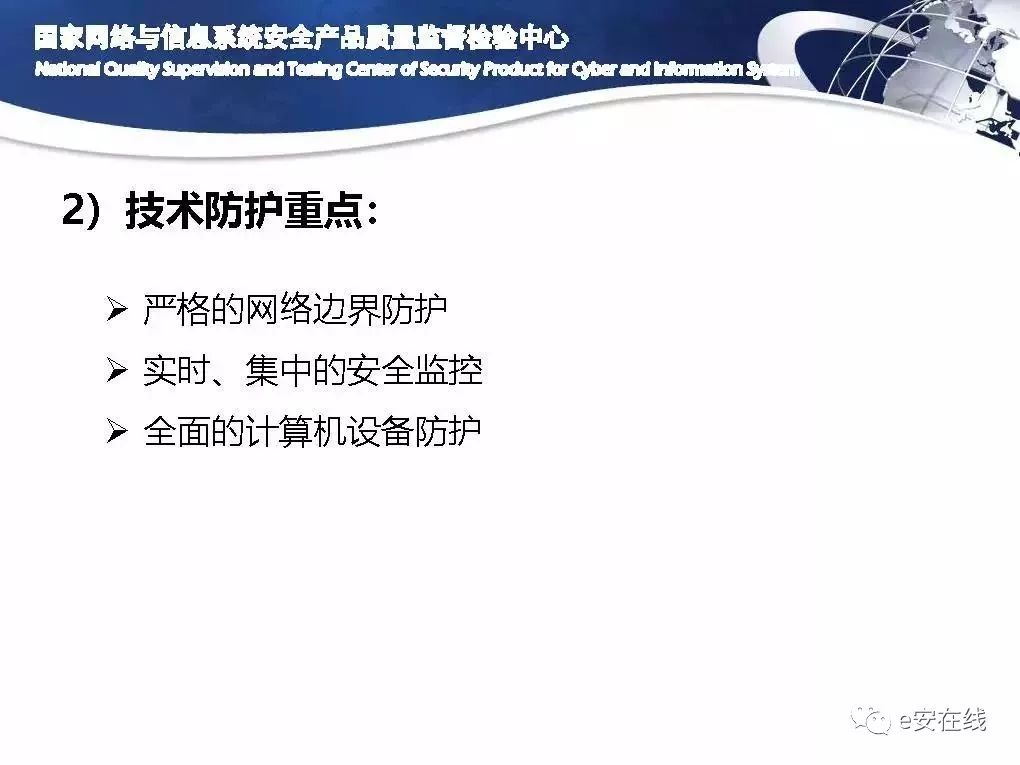 国家网络与信息系统安全产品质量监督检验中心
National Quality Supervision and Testing Center of Security Product for Cyber and Information System
2）技术防护重点：
➢ 严格的网络边界防护
➢ 实时、集中的安全监控
➢ 全面的计算机设备防护
e安在线